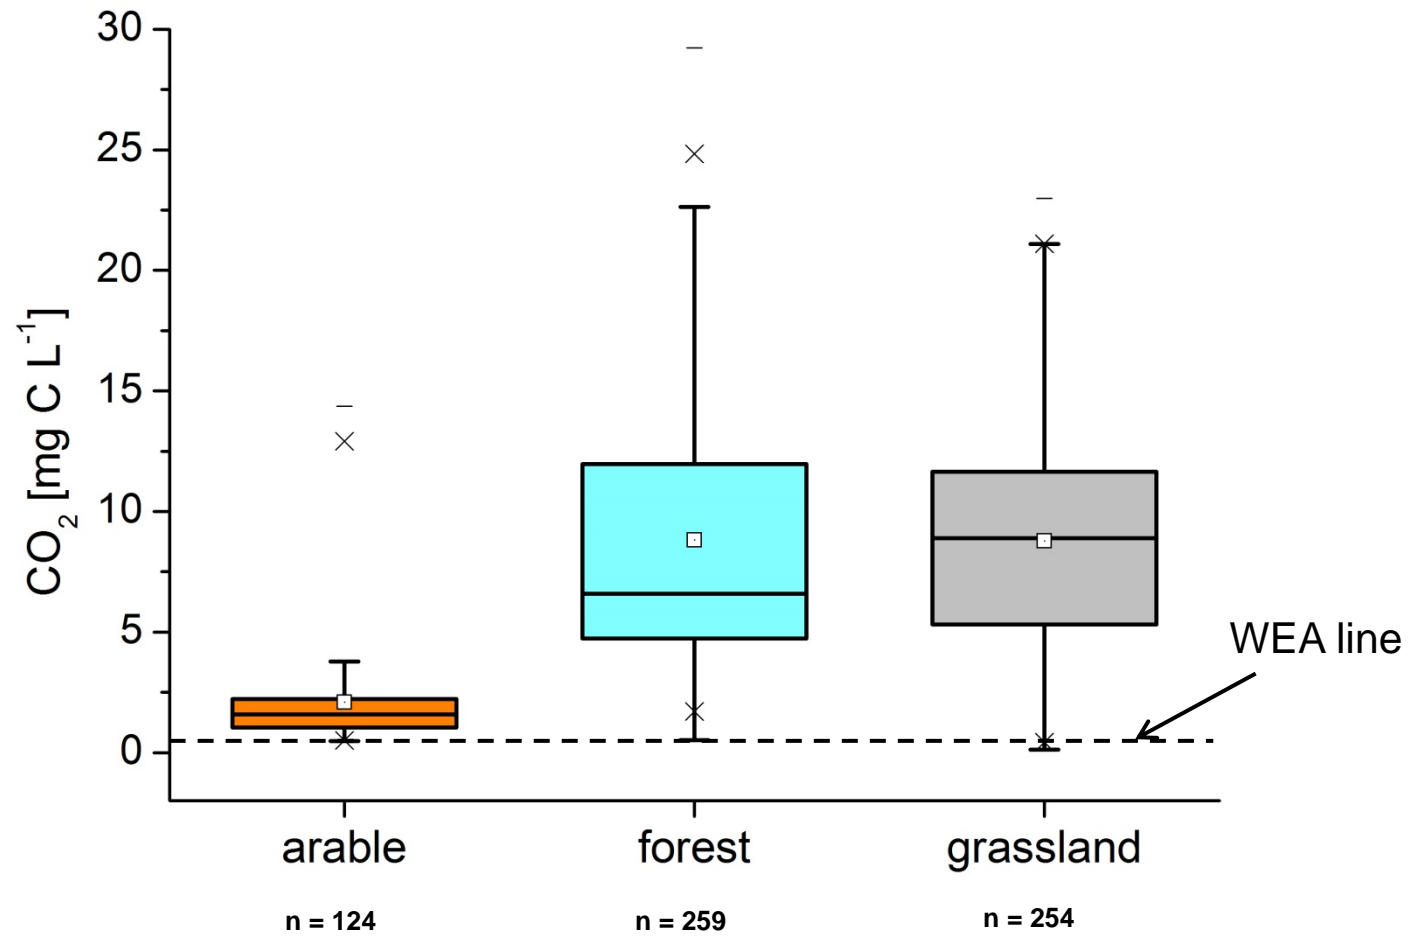 30
25
20
15
10
5
0
CO₂ [mg C L⁻¹]
WEA line
arable forest grassland
n = 124 n = 259 n = 254